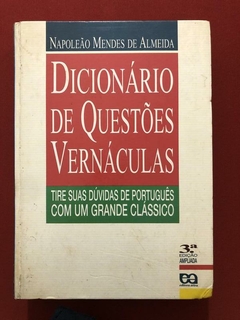 NAPOLEÃO MENDES DE ALMEIDA
DICIONÁRIO
DE QUESTÕES
VERNÁCULAS
TIRE SUAS DÚVIDAS DE PORTUGUÊS
COM UM GRANDE CLÁSSICO
3.ª
EDIÇÃO
AMPLIADA